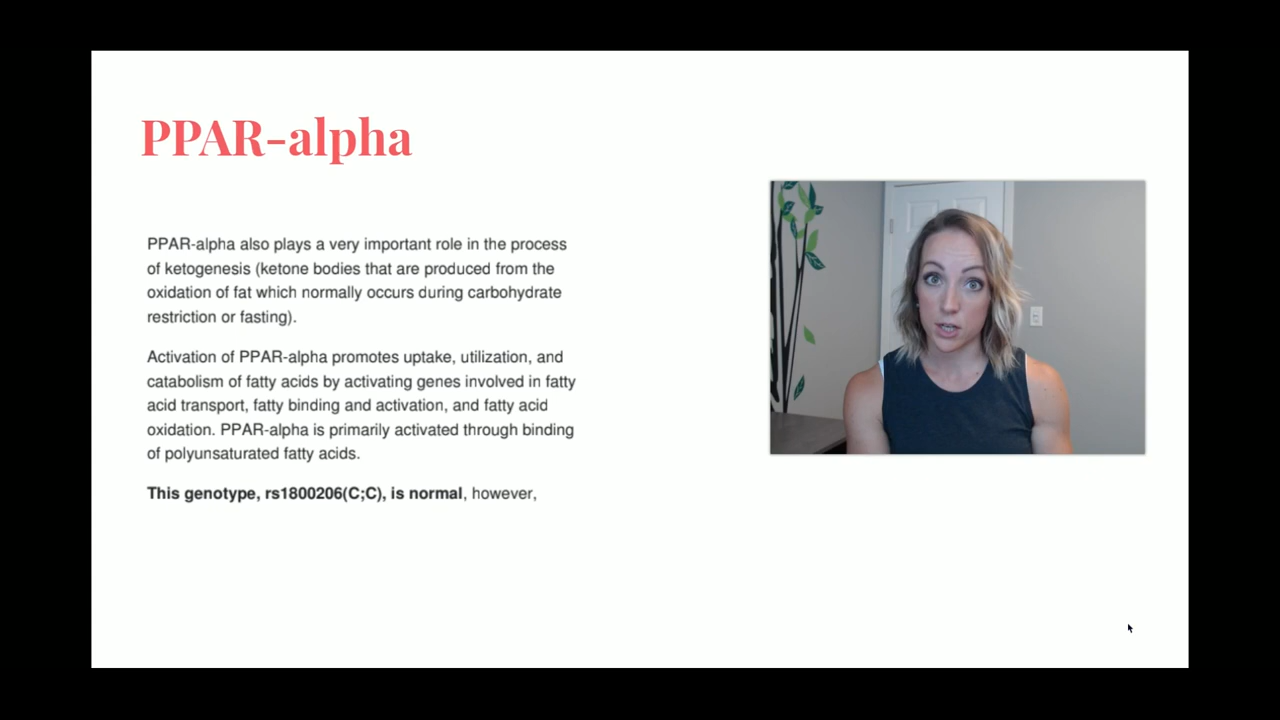 PPAR-alpha
PPAR-alpha also plays a very important role in the process
of ketogenesis (ketone bodies that are produced from the
oxidation of fat which normally occurs during carbohydrate
restriction or fasting).
Activation of PPAR-alpha promotes uptake, utilization, and
catabolism of fatty acids by activating genes involved in fatty
acid transport, fatty binding and activation, and fatty acid
oxidation. PPAR-alpha is primarily activated through binding
of polyunsaturated fatty acids.
This genotype, rs1800206(C;C), is normal, however,